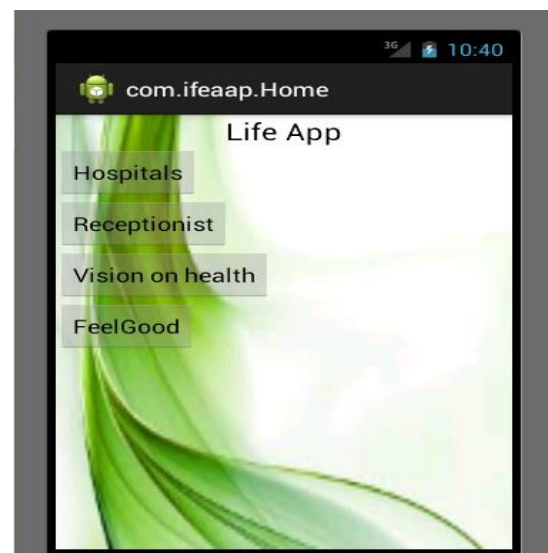 3G 10:40
com.ifeaap.Home
Life App
Hospitals
Receptionist
Vision on health
FeelGood